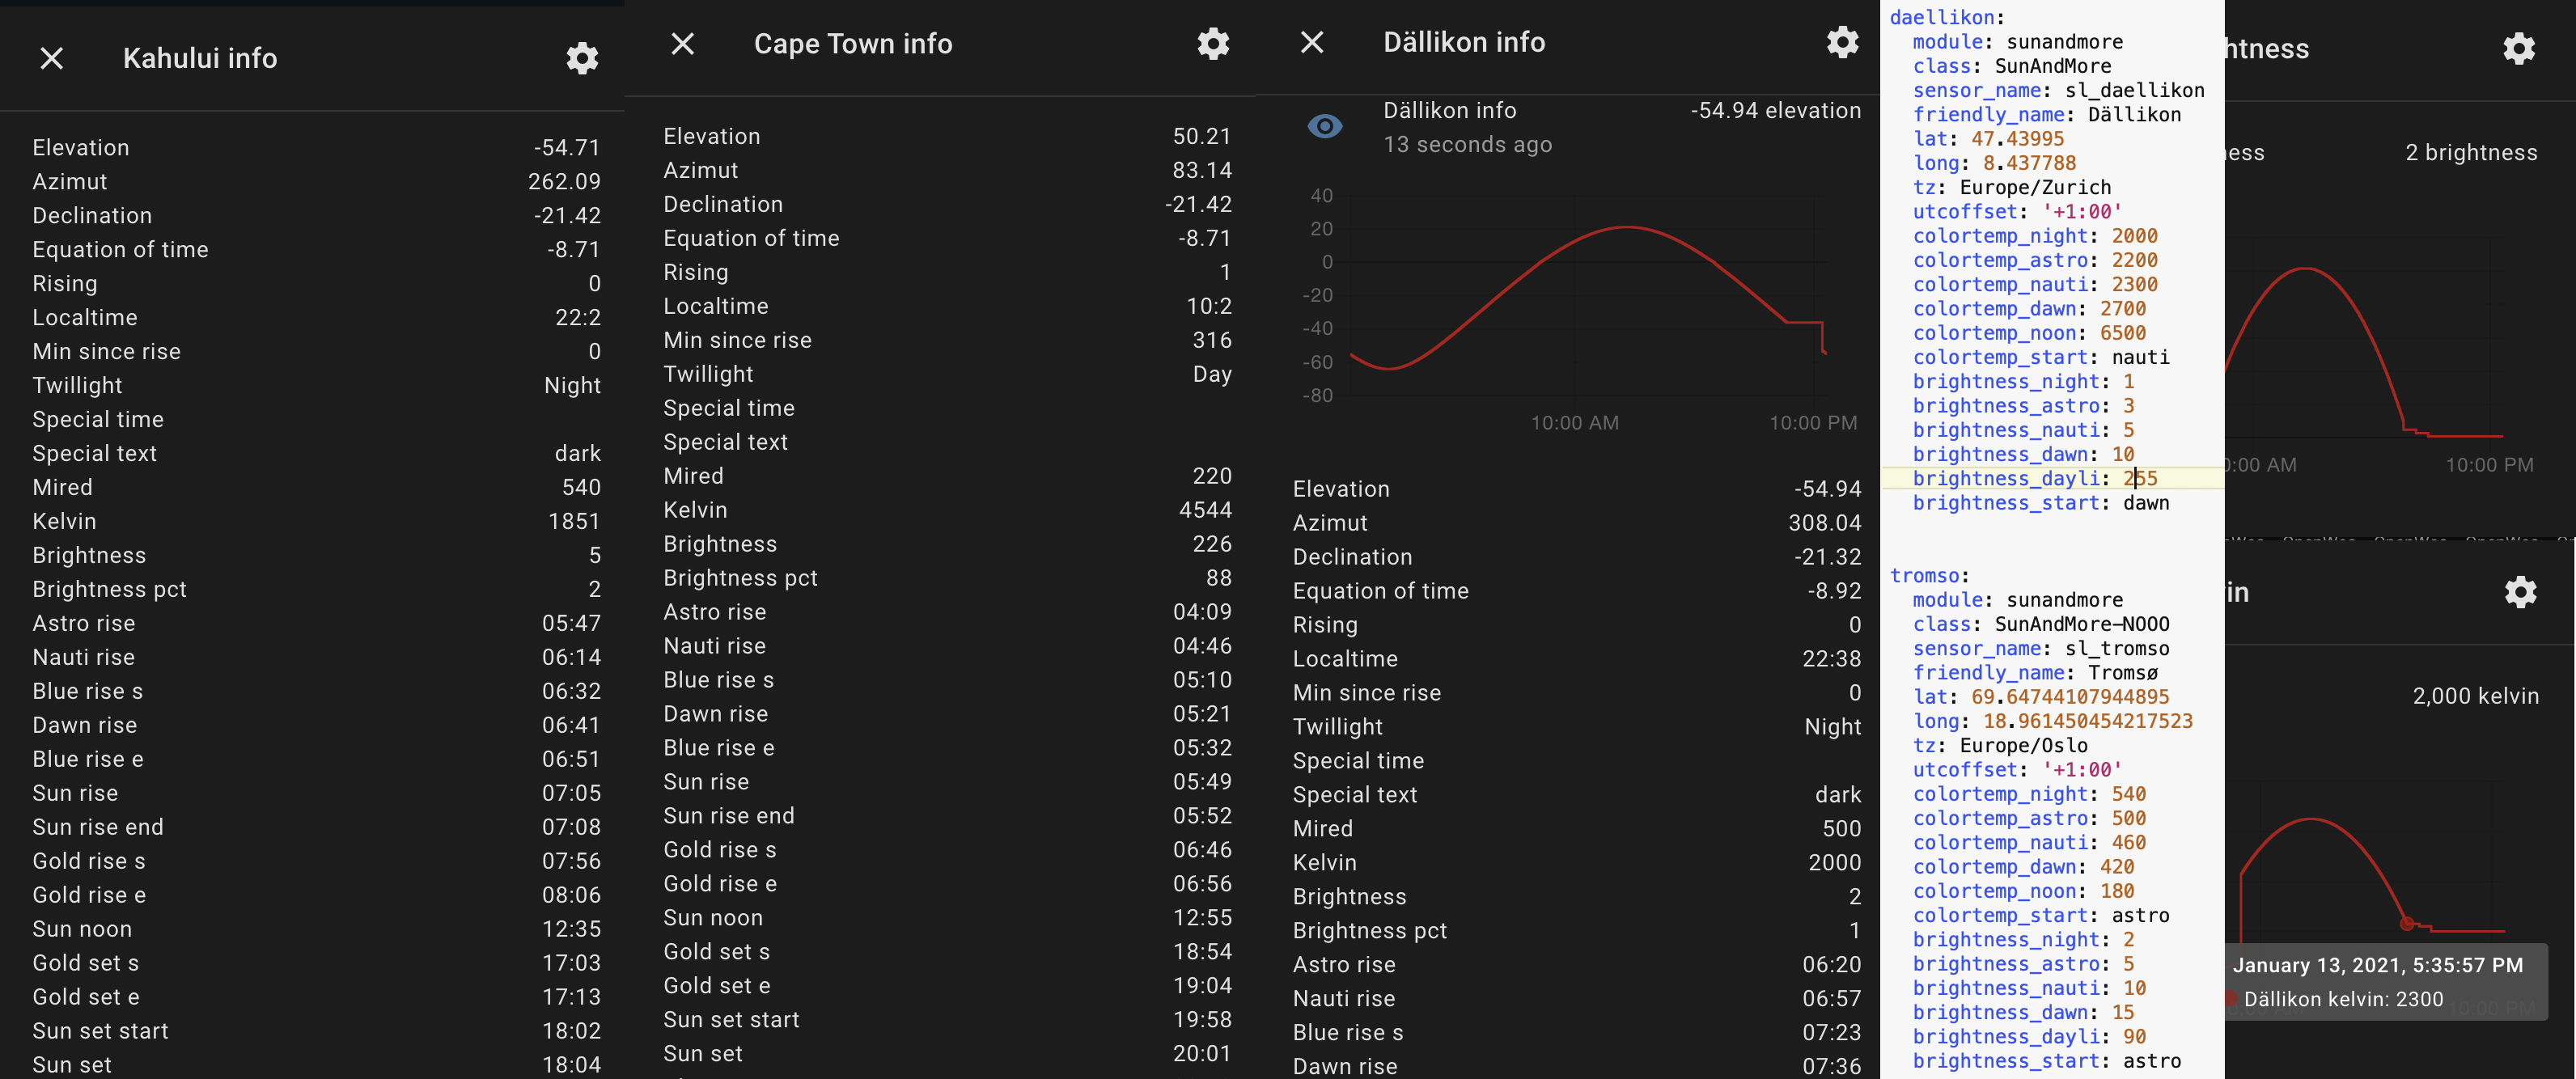 Kahului info
Elevation -54.71
Azimut 262.09
Declination -21.42
Equation of time -8.71
Rising 0
Localtime 22:2
Min since rise 0
Twillight Night
Special time
Special text dark
Mired 540
Kelvin 1851
Brightness 5
Brightness pct 2
Astro rise 05:47
Nauti rise 06:14
Blue rise s 06:32
Dawn rise 06:41
Blue rise e 06:51
Sun rise 07:05
Sun rise end 07:08
Gold rise s 07:56
Gold rise e 08:06
Sun noon 12:35
Gold set s 17:03
Gold set e 17:13
Sun set start 18:02
Sun set 18:04
Cape Town info
Elevation 50.21
Azimut 83.14
Declination -21.42
Equation of time -8.71
Rising 1
Localtime 10:2
Min since rise 316
Twillight Day
Special time
Special text
Mired 220
Kelvin 4544
Brightness 226
Brightness pct 88
Astro rise 04:09
Nauti rise 04:46
Blue rise s 05:10
Dawn rise 05:21
Blue rise e 05:32
Sun rise 05:49
Sun rise end 05:52
Gold rise s 06:46
Gold rise e 06:56
Sun noon 12:55
Gold set s 18:54
Gold set e 19:04
Sun set start 19:58
Sun set 20:01
Dällikon info
Dällikon info -54.94 elevation
13 seconds ago
40
20
0
-20
-40
-60
-80
10:00 AM 10:00 PM
Elevation -54.94
Azimut 308.04
Declination -21.32
Equation of time -8.92
Rising 0
Localtime 22:38
Min since rise 0
Twillight Night
Special time
Special text dark
Mired 500
Kelvin 2000
Brightness 2
Brightness pct 1
Astro rise 06:20
Nauti rise 06:57
Blue rise s 07:23
Dawn rise 07:36
daellikon:
module: sunandmore
class: SunAndMore
sensor_name: sl_daellikon
friendly_name: Dällikon
lat: 47.43995
long: 8.437788
tz: Europe/Zurich
utcoffset: '+1:00'
colortemp_night: 2000
colortemp_astro: 2200
colortemp_nauti: 2300
colortemp_dawn: 2700
colortemp_noon: 6500
colortemp_start: nauti
brightness_night: 1
brightness_astro: 3
brightness_nauti: 5
brightness_dawn: 10
brightness_dayli: 255
brightness_start: dawn
tromso:
module: sunandmore
class: SunAndMore-NOOO
sensor_name: sl_tromso
friendly_name: Tromsø
lat: 69.64744107944895
long: 18.961450454217523
tz: Europe/Oslo
utcoffset: '+1:00'
colortemp_night: 540
colortemp_astro: 500
colortemp_nauti: 460
colortemp_dawn: 420
colortemp_noon: 180
colortemp_start: astro
brightness_night: 2
brightness_astro: 5
brightness_nauti: 10
brightness_dawn: 15
brightness_dayli: 90
brightness_start: astro
htness
ess 2 brightness
0:00 AM 10:00 PM
in
2,000 kelvin
January 13, 2021, 5:35:57 PM
Dällikon kelvin: 2300